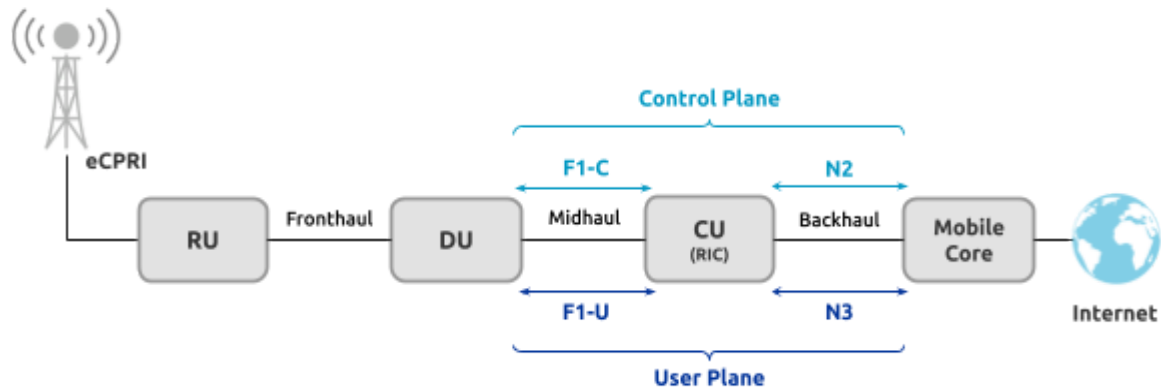 Control Plane
eCPRI
F1-C
N2
RU
Fronthaul
DU
Midhaul
CU
(RIC)
Backhaul
Mobile
Core
F1-U
N3
Internet
User Plane